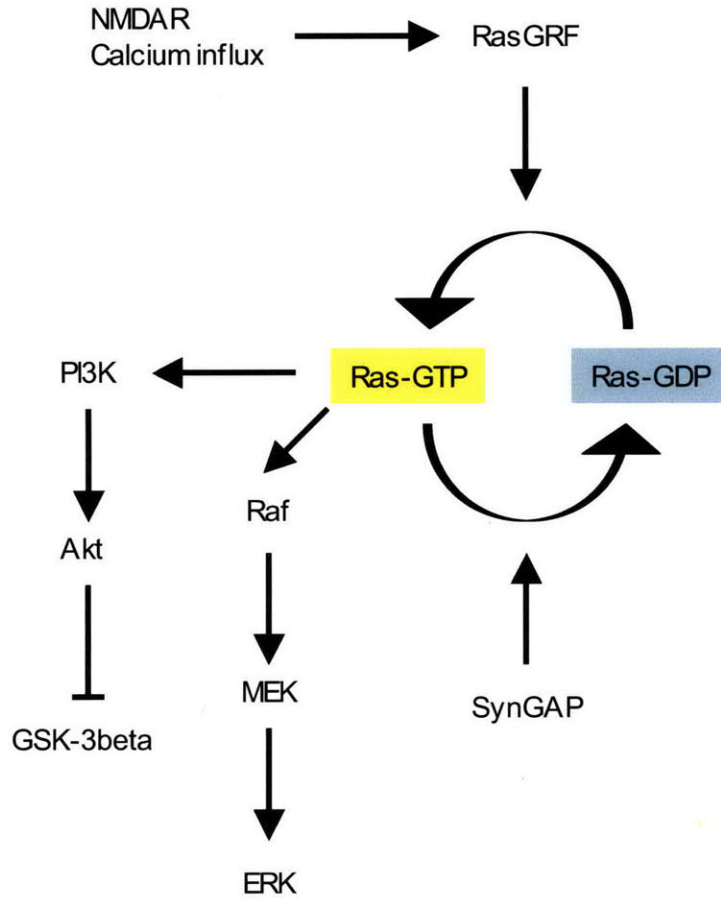 NMDAR
Calcium influx
RasGRF
PI3K
Ras-GTP
Ras-GDP
Raf
Akt
MEK
SynGAP
GSK-3beta
ERK